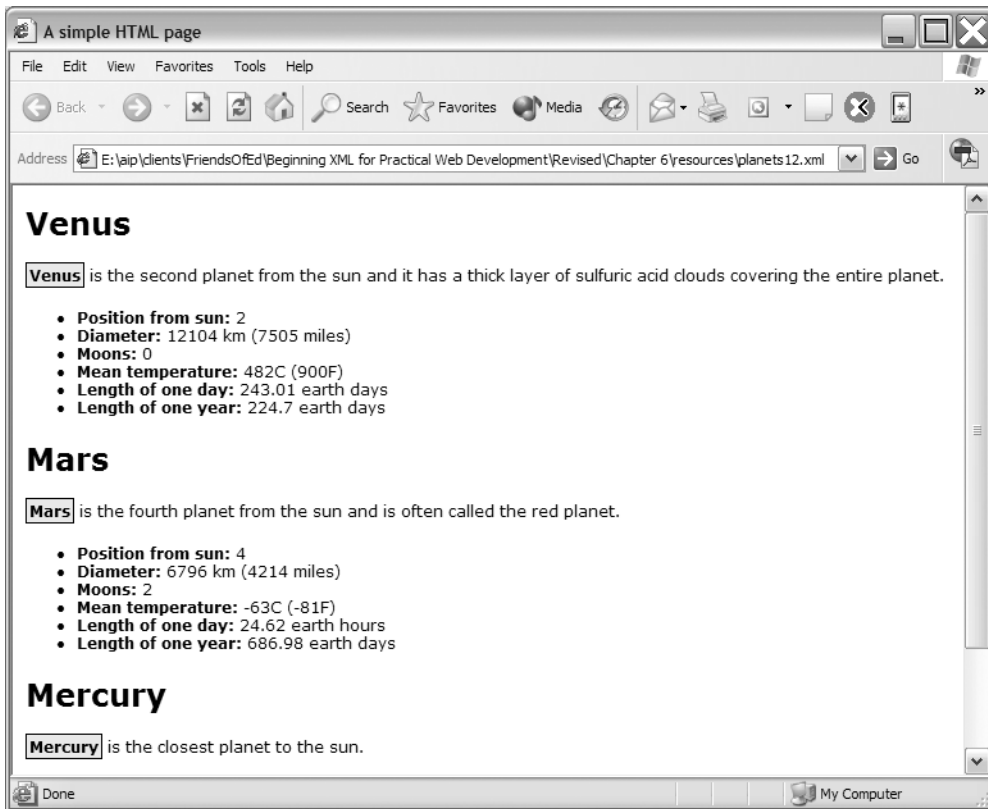 A simple HTML page
File Edit View Favorites Tools Help
Back Search Favorites Media
Address E:\aip\clients\FriendsOfEd\Beginning XML for Practical Web Development\Revised\Chapter 6\resources\planets12.xml Go
Venus
Venus is the second planet from the sun and it has a thick layer of sulfuric acid clouds covering the entire planet.
• Position from sun: 2
• Diameter: 12104 km (7505 miles)
• Moons: 0
• Mean temperature: 482C (900F)
• Length of one day: 243.01 earth days
• Length of one year: 224.7 earth days
Mars
Mars is the fourth planet from the sun and is often called the red planet.
• Position from sun: 4
• Diameter: 6796 km (4214 miles)
• Moons: 2
• Mean temperature: -63C (-81F)
• Length of one day: 24.62 earth hours
• Length of one year: 686.98 earth days
Mercury
Mercury is the closest planet to the sun.
Done My Computer